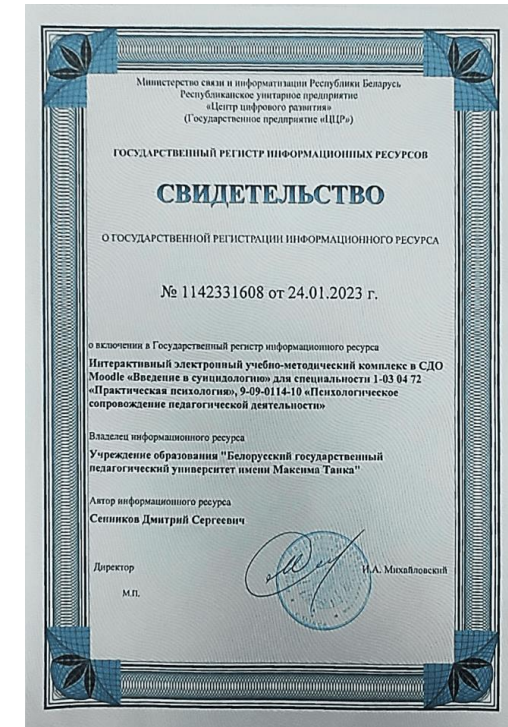 Министерство связи и информатизации Республики Беларусь
Республиканское унитарное предприятие
«Центр цифрового развития»
(Государственное предприятие «ЦЦР»)
ГОСУДАРСТВЕННЫЙ РЕГИСТР ИНФОРМАЦИОННЫХ РЕСУРСОВ
СВИДЕТЕЛЬСТВО
О ГОСУДАРСТВЕННОЙ РЕГИСТРАЦИИ ИНФОРМАЦИОННОГО РЕСУРСА
№ 1142331608 от 24.01.2023 г.
о включении в Государственный регистр информационного ресурса
Интерактивный электронный учебно-методический комплекс в СДО
Moodle «Введение в суицидологию» для специальности 1-03 04 72
«Практическая психология», 9-09-0114-10 «Психологическое
сопровождение педагогической деятельности»
Владелец информационного ресурса
Учреждение образования "Белорусский государственный
педагогический университет имени Максима Танка"
Автор информационного ресурса
Сенников Дмитрий Сергеевич
Директор
И.А. Михайловский
М.П.